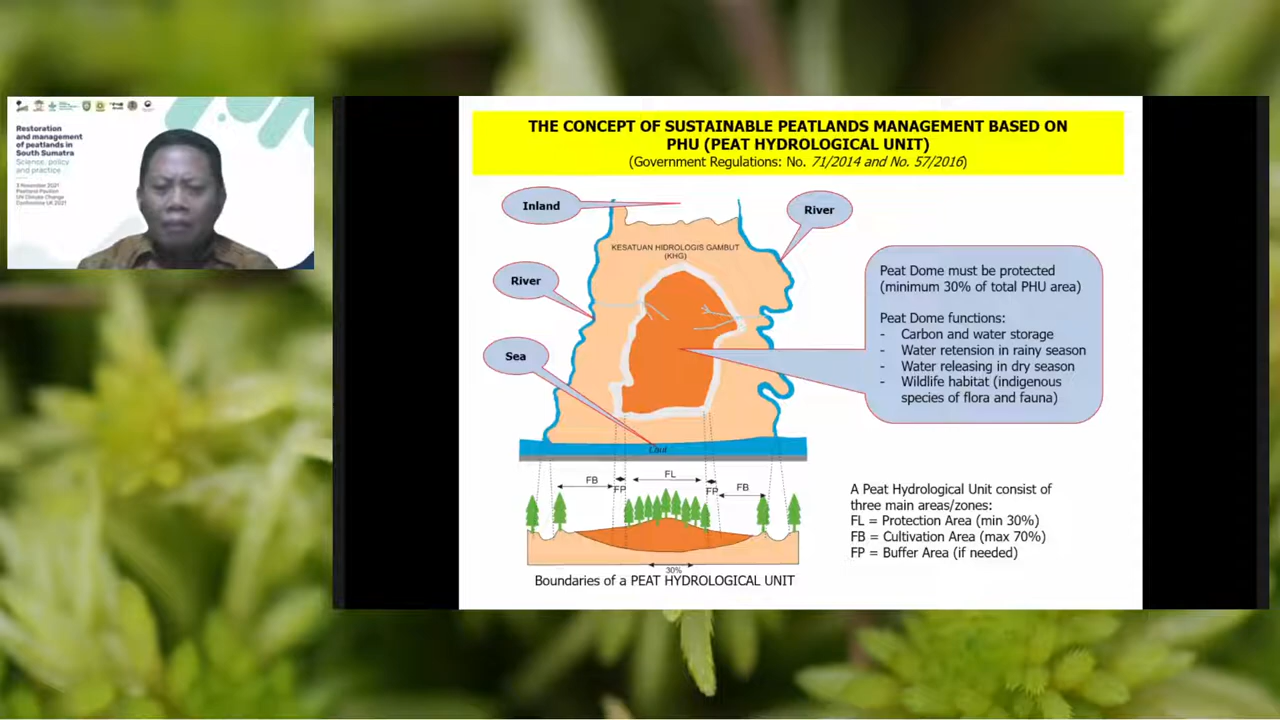 Restoration
and management
of peatlands in
South Sumatra
Science, policy
and practice
3 November 2021
Peatland Pavilion
UN Climate Change
Conference UK 2021
THE CONCEPT OF SUSTAINABLE PEATLANDS MANAGEMENT BASED ON
PHU (PEAT HYDROLOGICAL UNIT)
(Government Regulations: No. 71/2014 and No. 57/2016)
Inland
River
KESATUAN HIDROLOGIS GAMBUT
(KHG)
River
Sea
Peat Dome must be protected
(minimum 30% of total PHU area)
Peat Dome functions:
- Carbon and water storage
- Water retention in rainy season
- Water releasing in dry season
- Wildlife habitat (indigenous
species of flora and fauna)
Laut
FB FP FL FP FB
30%
Boundaries of a PEAT HYDROLOGICAL UNIT
A Peat Hydrological Unit consist of
three main areas/zones:
FL = Protection Area (min 30%)
FB = Cultivation Area (max 70%)
FP = Buffer Area (if needed)